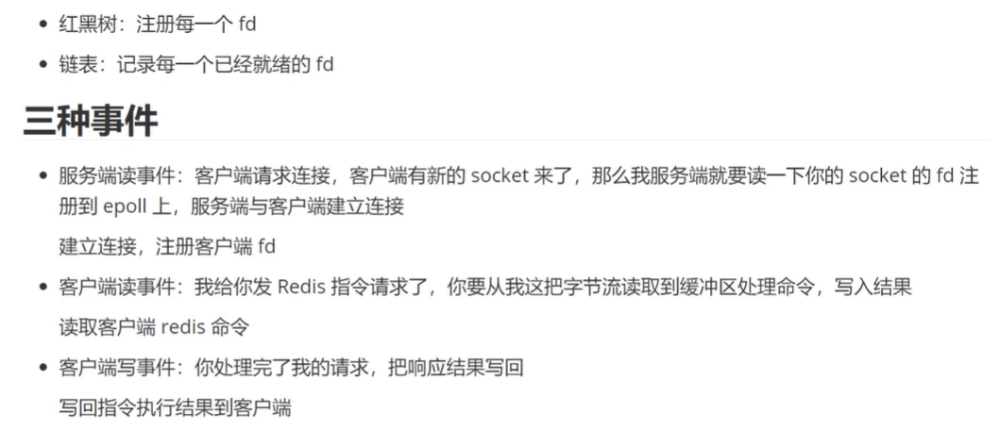 红黑树：注册每一个 fd
链表：记录每一个已经就绪的 fd
三种事件
服务端读事件：客户端请求连接，客户端有新的 socket 来了，那么我服务端就要读一下你的 socket 的 fd 注
册到 epoll 上，服务端与客户端建立连接
建立连接，注册客户端 fd
客户端读事件：我给你发 Redis 指令请求了，你要从我这把字节流读取到缓冲区处理命令，写入结果
读取客户端 redis 命令
客户端写事件：你处理完了我的请求，把响应结果写回
写回指令执行结果到客户端